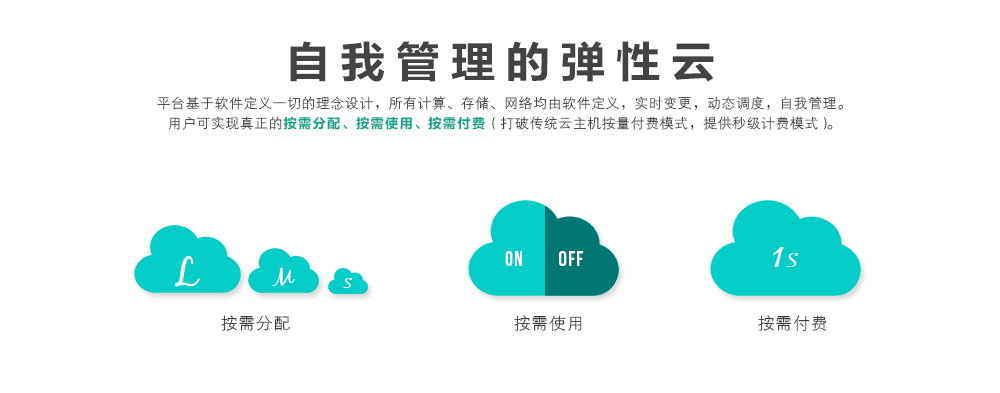 自我管理的弹性云
平台基于软件定义一切的理念设计，所有计算、存储、网络均由软件定义，实时变更，动态调度，自我管理。
用户可实现真正的按需分配、按需使用、按需付费（打破传统云主机按量付费模式，提供秒级计费模式）。
L M S
ON OFF
1s
按需分配 按需使用 按需付费